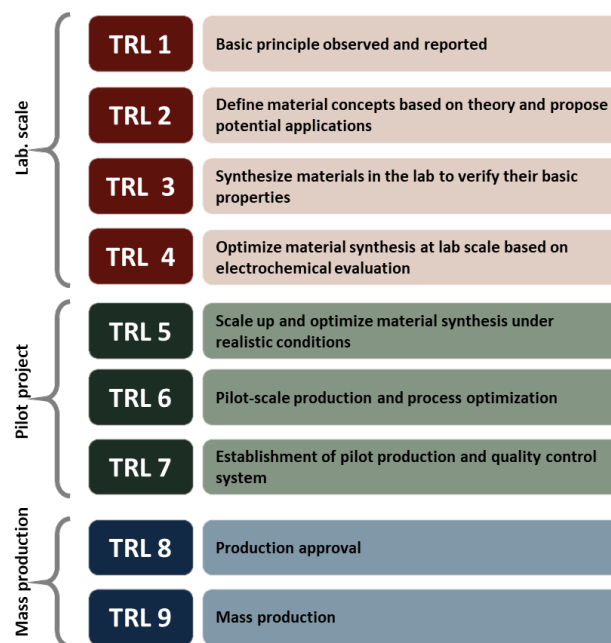 Lab. scale
TRL 1
Basic principle observed and reported
TRL 2
Define material concepts based on theory and propose
potential applications
TRL 3
Synthesize materials in the lab to verify their basic
properties
TRL 4
Optimize material synthesis at lab scale based on
electrochemical evaluation
Pilot project
TRL 5
Scale up and optimize material synthesis under
realistic conditions
TRL 6
Pilot-scale production and process optimization
TRL 7
Establishment of pilot production and quality control
system
Mass production
TRL 8
Production approval
TRL 9
Mass production